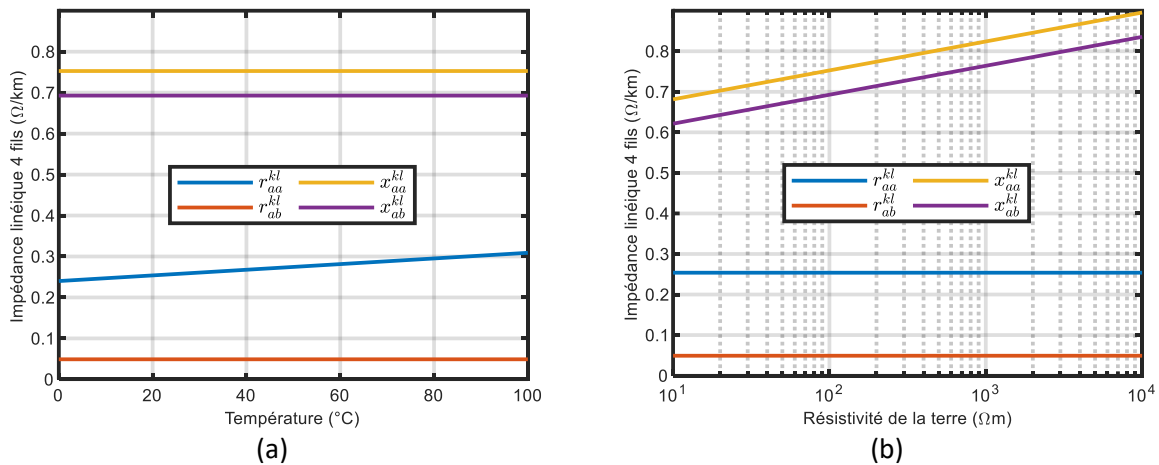 Impédance linéique 4 fils (Ω/km)
0.8
0.7
0.6
0.5
0.4
0.3
0.2
0.1
0
r_{aa}^{kl} x_{aa}^{kl}
r_{ab}^{kl} x_{ab}^{kl}
0 20 40 60 80 100
Température (°C)
(a)
Impédance linéique 4 fils (Ω/km)
0.8
0.7
0.6
0.5
0.4
0.3
0.2
0.1
0
r_{aa}^{kl} x_{aa}^{kl}
r_{ab}^{kl} x_{ab}^{kl}
10^1 10^2 10^3 10^4
Résistivité de la terre (Ωm)
(b)